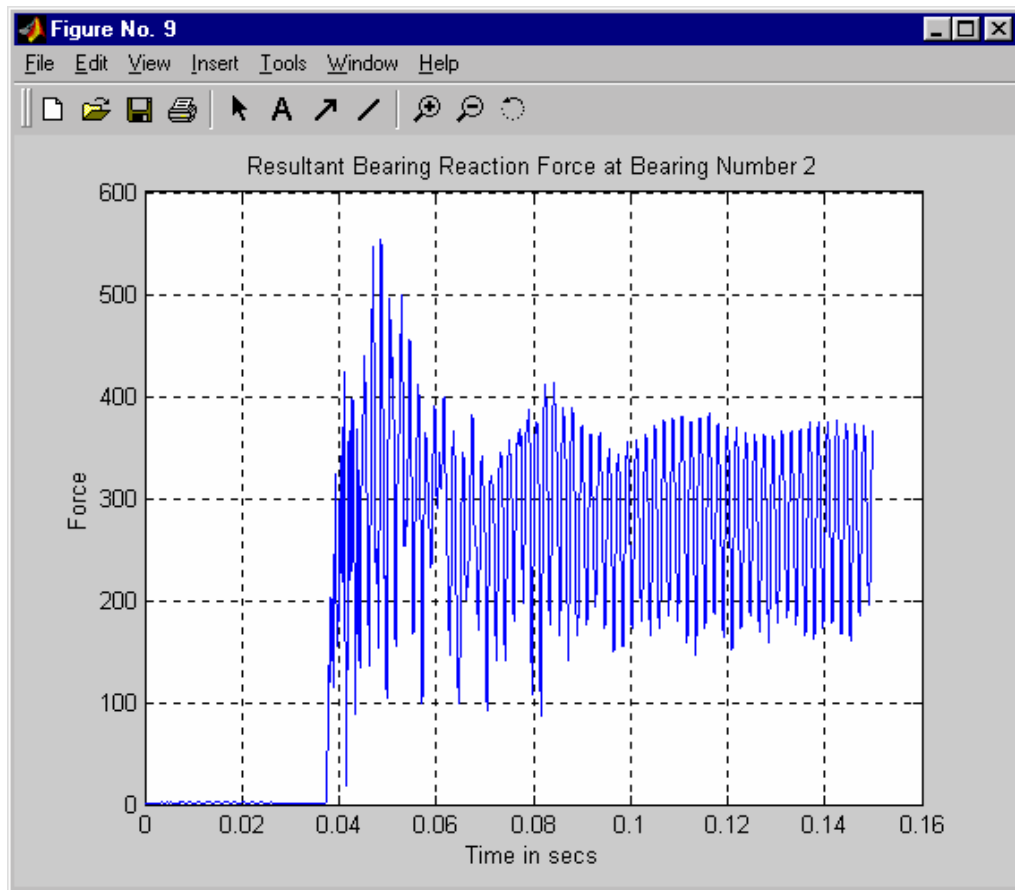 Figure No. 9
File Edit View Insert Tools Window Help
A
Resultant Bearing Reaction Force at Bearing Number 2
600
500
400
300
200
100
0
Force
0 0.02 0.04 0.06 0.08 0.1 0.12 0.14 0.16
Time in secs